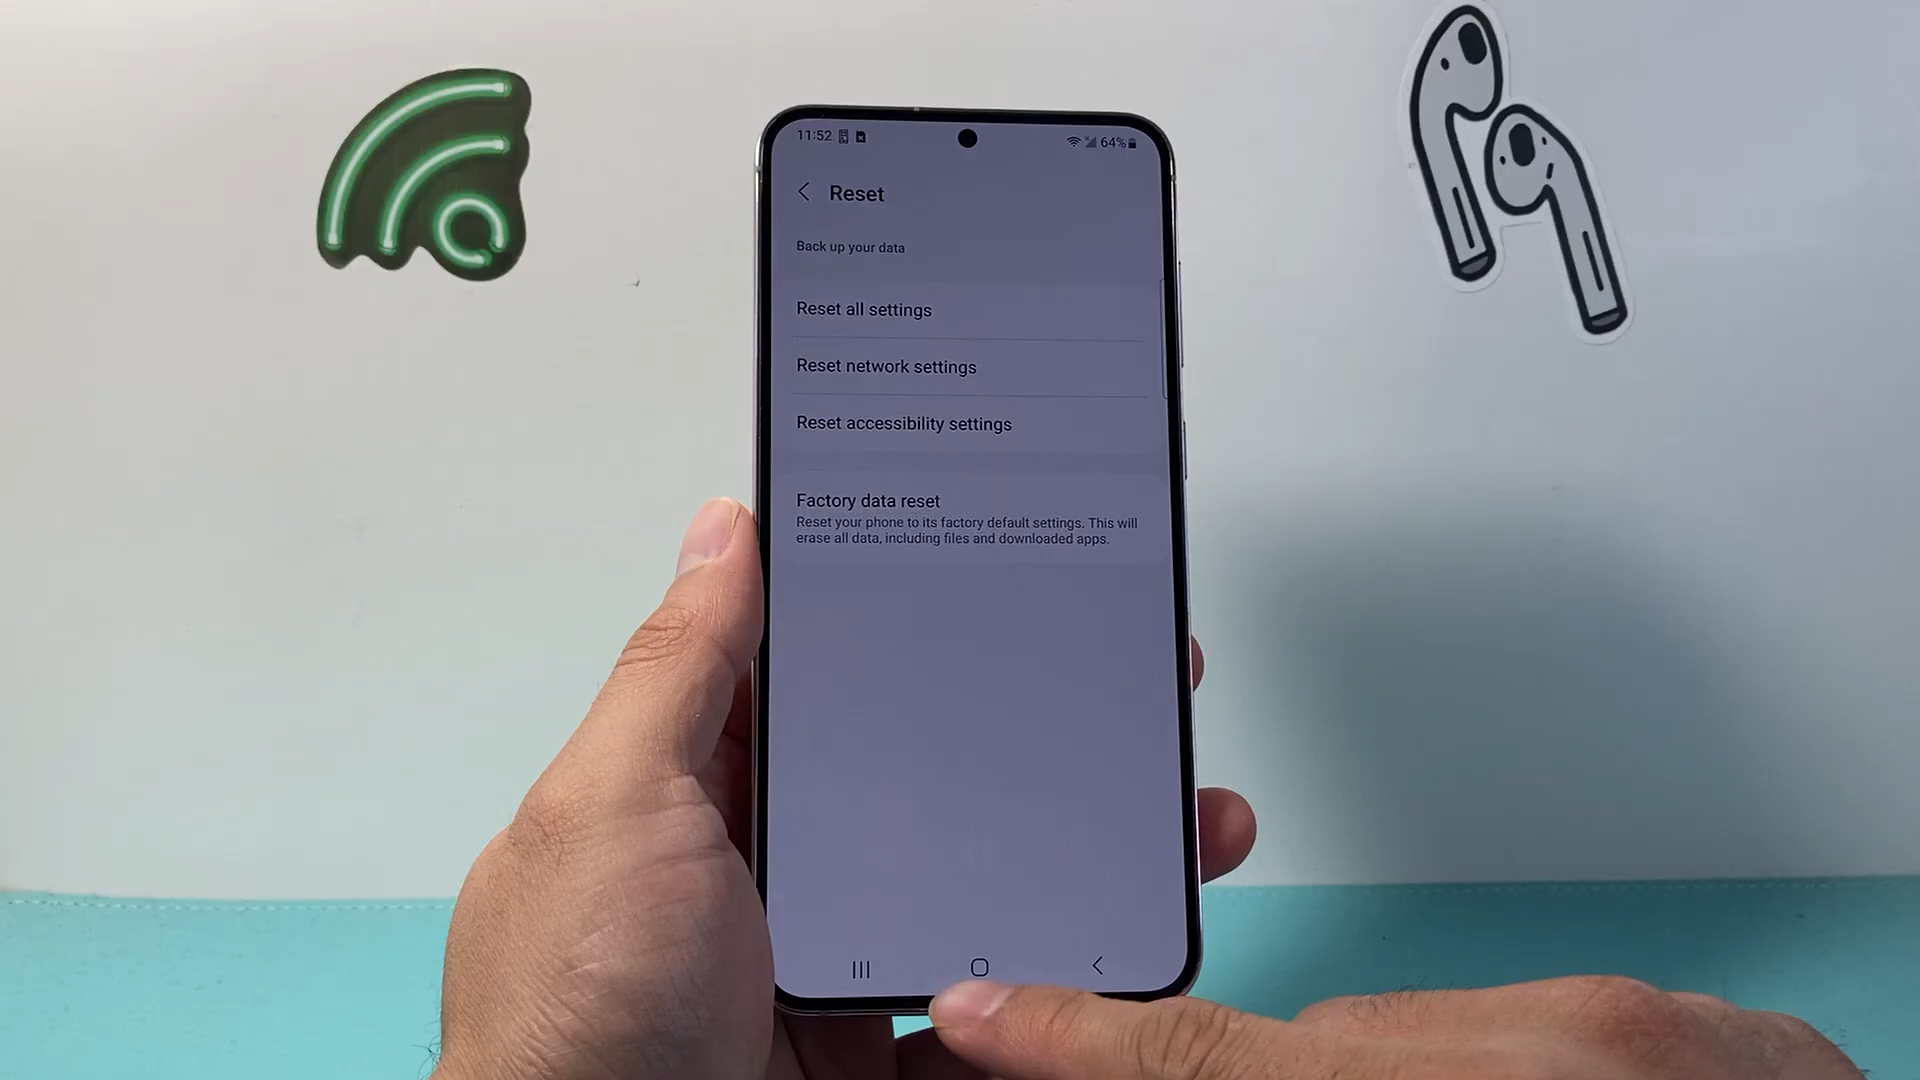 11:52
64%
Reset
Back up your data
Reset all settings
Reset network settings
Reset accessibility settings
Factory data reset
Reset your phone to its factory default settings. This will
erase all data, including files and downloaded apps.